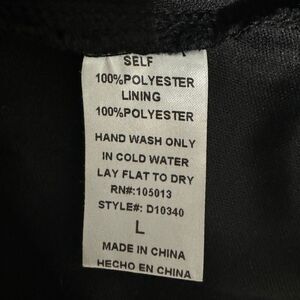 SELF
100%POLYESTER
LINING
100%POLYESTER
HAND WASH ONLY
IN COLD WATER
LAY FLAT TO DRY
RN#:105013
STYLE#: D10340
L
MADE IN CHINA
HECHO EN CHINA